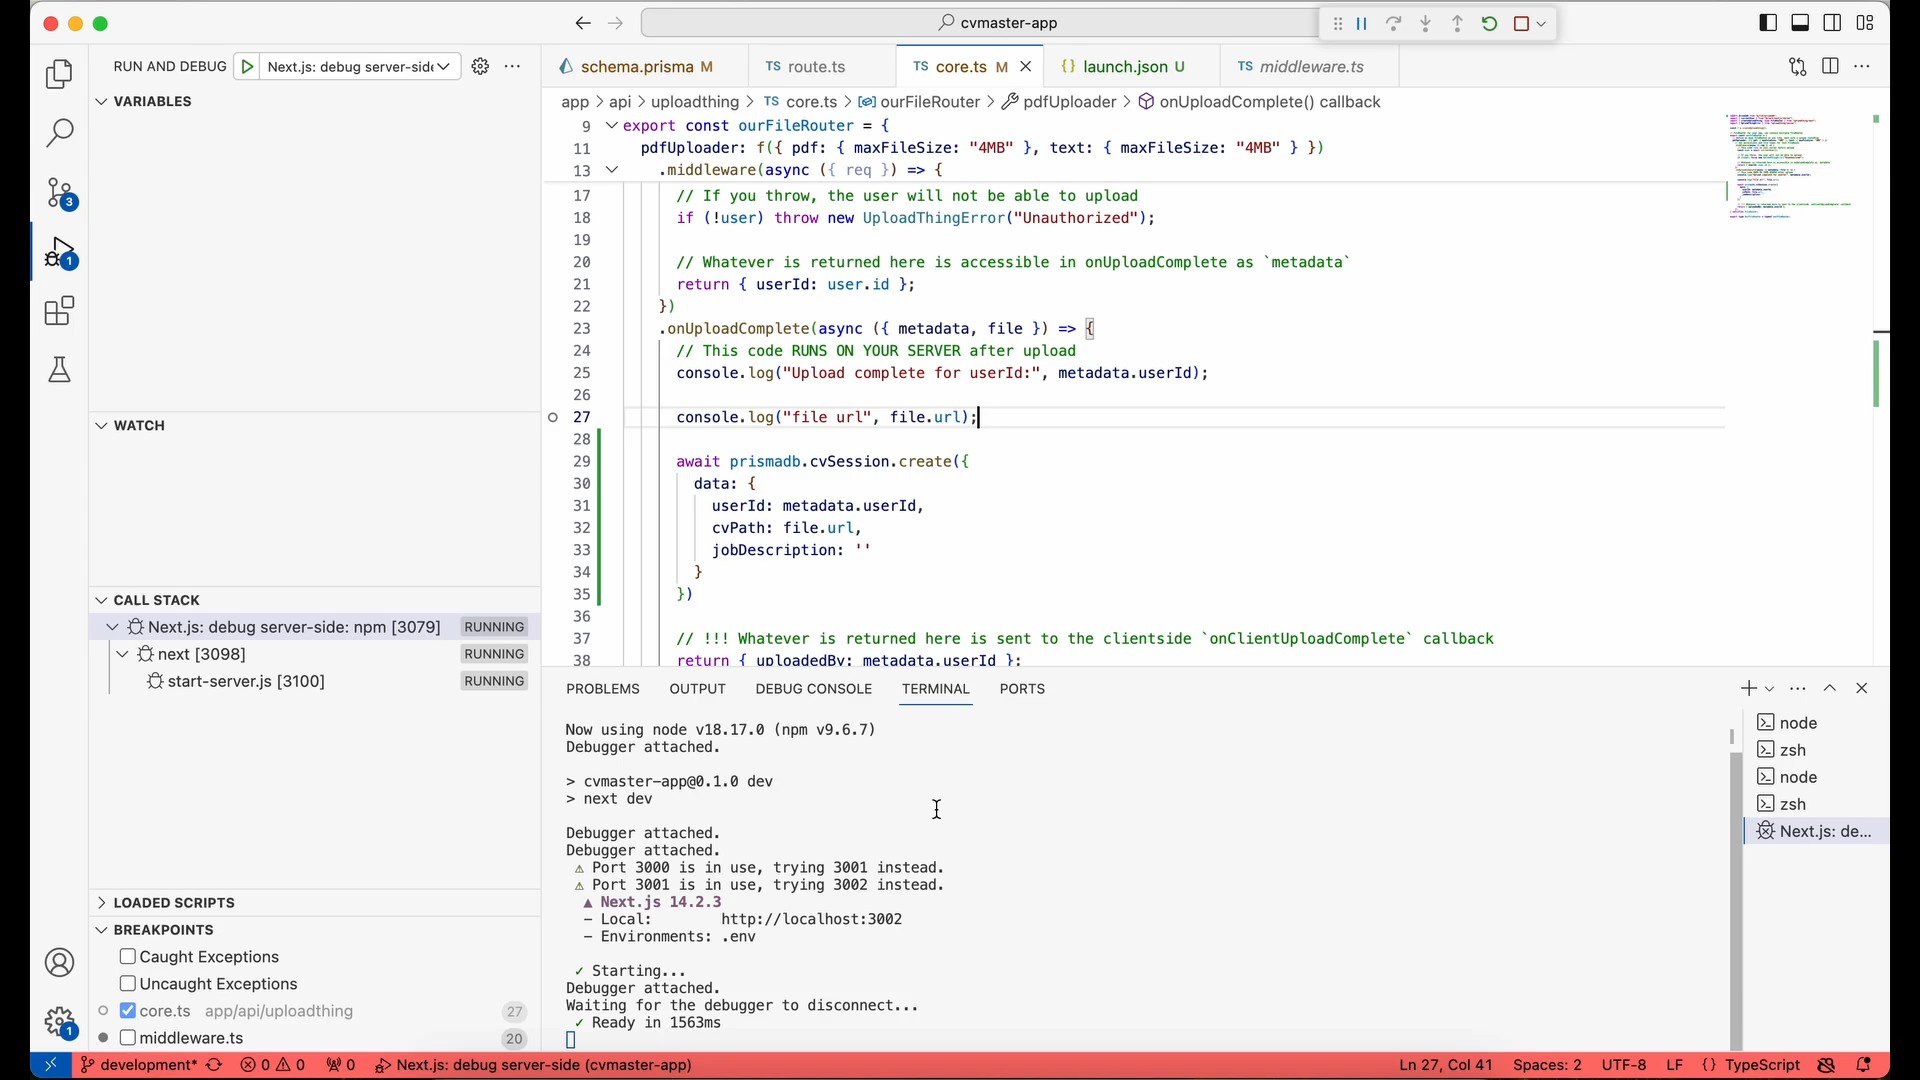 cvmaster-app
RUN AND DEBUG
Next.js: debug server-side
schema.prisma M
TS route.ts
TS core.ts M
{} launch.json U
TS middleware.ts
app > api > uploadthing > TS core.ts > ourFileRouter > pdfUploader > onUploadComplete() callback
VARIABLES
WATCH
CALL STACK
Next.js: debug server-side: npm [3079] RUNNING
next [3098] RUNNING
start-server.js [3100] RUNNING
LOADED SCRIPTS
BREAKPOINTS
Caught Exceptions
Uncaught Exceptions
core.ts app/api/uploadthing 27
middleware.ts 20
3
1
1
9 export const ourFileRouter = {
11 pdfUploader: f({ pdf: { maxFileSize: "4MB" }, text: { maxFileSize: "4MB" } })
13 .middleware(async ({ req }) => {
17 // If you throw, the user will not be able to upload
18 if (!user) throw new UploadThingError("Unauthorized");
19
20 // Whatever is returned here is accessible in onUploadComplete as `metadata`
21 return { userId: user.id };
22 })
23 .onUploadComplete(async ({ metadata, file }) => {
24 // This code RUNS ON YOUR SERVER after upload
25 console.log("Upload complete for userId:", metadata.userId);
26
27 console.log("file url", file.url);
28
29 await prismadb.cvSession.create({
30 data: {
31 userId: metadata.userId,
32 cvPath: file.url,
33 jobDescription: ''
34 }
35 })
36
37 // !!! Whatever is returned here is sent to the clientside `onClientUploadComplete` callback
38 return { uploadedBy: metadata.userId };
PROBLEMS OUTPUT DEBUG CONSOLE TERMINAL PORTS
Now using node v18.17.0 (npm v9.6.7)
Debugger attached.
> cvmaster-app@0.1.0 dev
> next dev
Debugger attached.
Debugger attached.
⚠ Port 3000 is in use, trying 3001 instead.
⚠ Port 3001 is in use, trying 3002 instead.
▲ Next.js 14.2.3
- Local: http://localhost:3002
- Environments: .env
✓ Starting...
Debugger attached.
Waiting for the debugger to disconnect...
✓ Ready in 1563ms
node
zsh
node
zsh
Next.js: de...
development* 0 0 0 Next.js: debug server-side (cvmaster-app)
Ln 27, Col 41 Spaces: 2 UTF-8 LF {} TypeScript